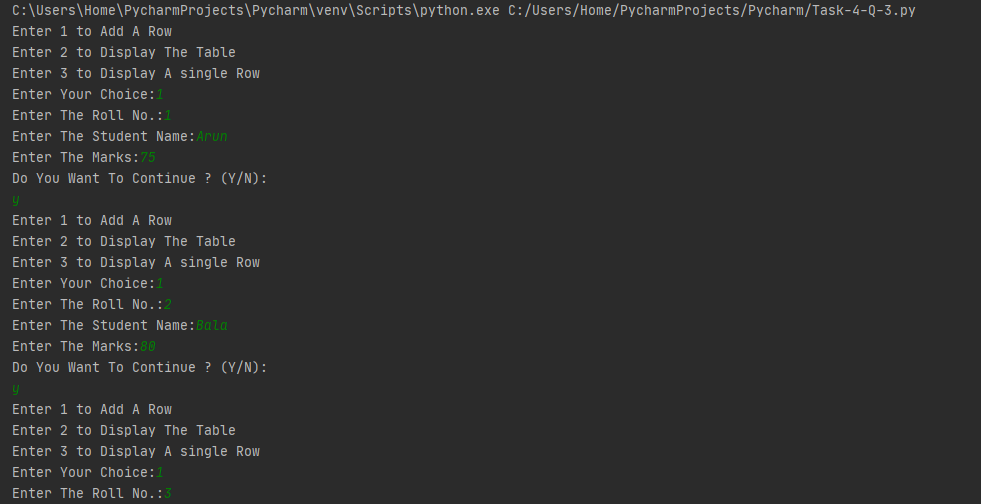 C:\Users\Home\PycharmProjects\Pycharm\venv\Scripts\python.exe C:/Users/Home/PycharmProjects/Pycharm/Task-4-Q-3.py
Enter 1 to Add A Row
Enter 2 to Display The Table
Enter 3 to Display A single Row
Enter Your Choice:1
Enter The Roll No.:1
Enter The Student Name:Arun
Enter The Marks:75
Do You Want To Continue ? (Y/N):
y
Enter 1 to Add A Row
Enter 2 to Display The Table
Enter 3 to Display A single Row
Enter Your Choice:1
Enter The Roll No.:2
Enter The Student Name:Bala
Enter The Marks:80
Do You Want To Continue ? (Y/N):
y
Enter 1 to Add A Row
Enter 2 to Display The Table
Enter 3 to Display A single Row
Enter Your Choice:1
Enter The Roll No.:3